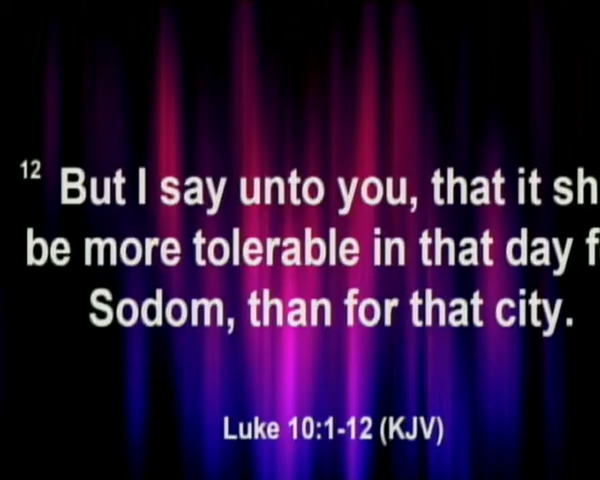 12 But I say unto you, that it sh
be more tolerable in that day f
Sodom, than for that city.
Luke 10:1-12 (KJV)